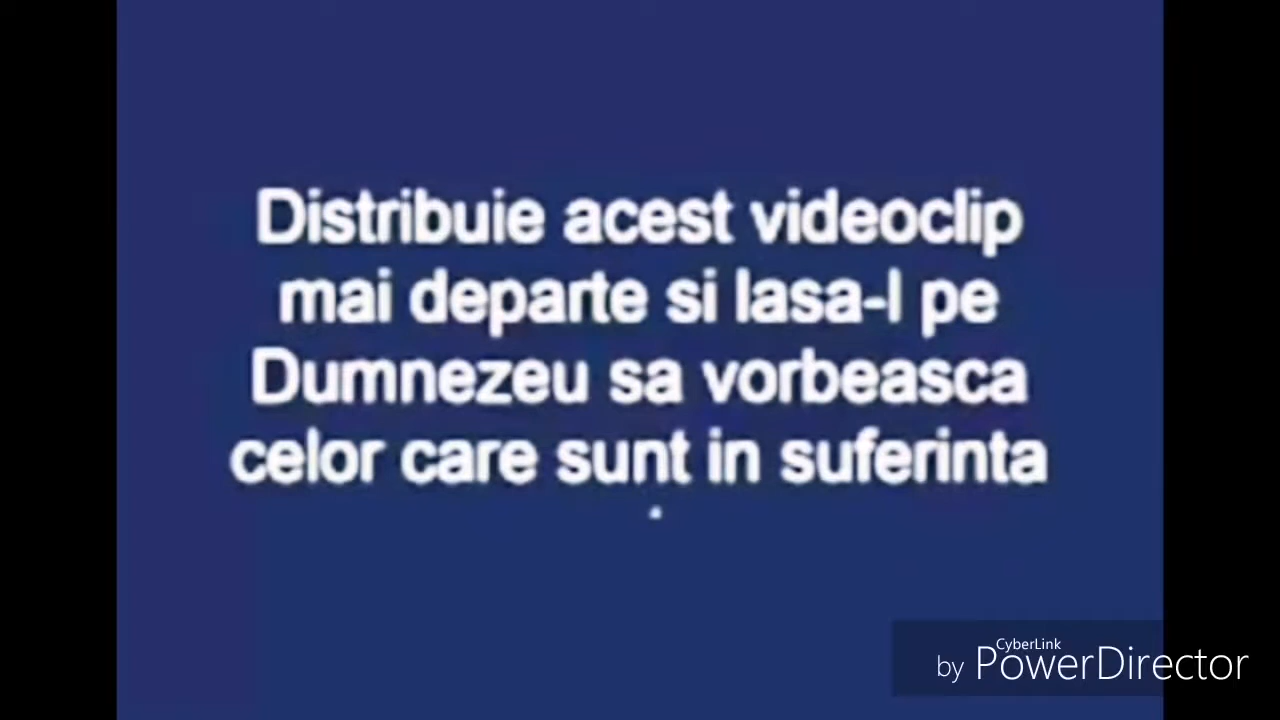 Distribuie acest videoclip
mai departe si lasa-l pe
Dumnezeu sa vorbeasca
celor care sunt in suferinta
.
CyberLink
by PowerDirector